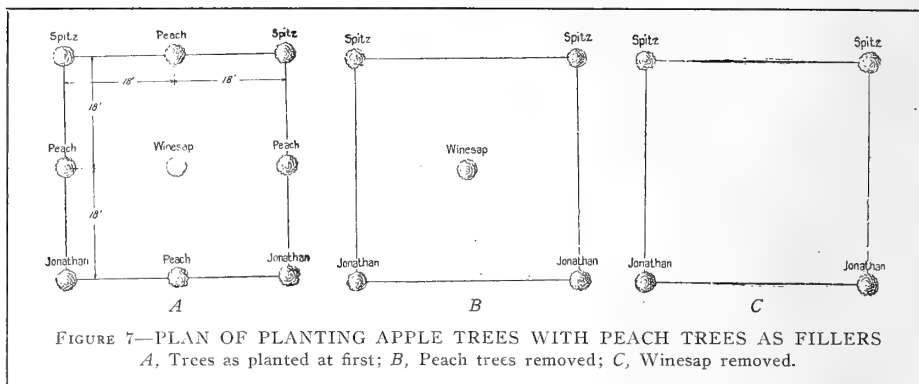 Spitz Peach Spitz
18' 18'
18'
Peach Winesap Peach
18'
Jonathan Peach Jonathan
A
Spitz Spitz
Winesap
Jonathan Jonathan
B
Spitz Spitz
Jonathan Jonathan
C
FIGURE 7—PLAN OF PLANTING APPLE TREES WITH PEACH TREES AS FILLERS
A, Trees as planted at first; B, Peach trees removed; C, Winesap removed.